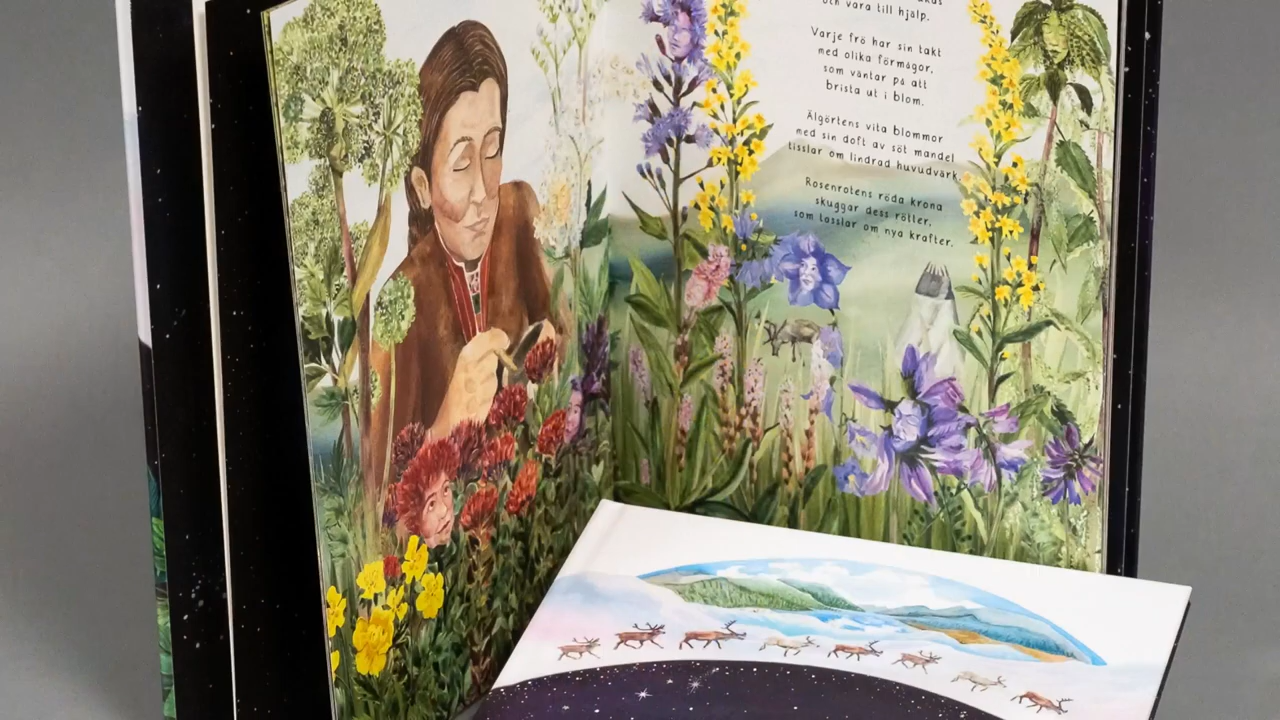 och vara till hjälp.
Varje frö har sin takt
med olika förmågor,
som väntar på att
brista ut i blom.
Älgörtens vita blommor
med sin doft av söt mandel
tisslar om lindrad huvudvärk.
Rosenrotens röda krona
skuggar dess rötter,
som tasslar om nya krafter.